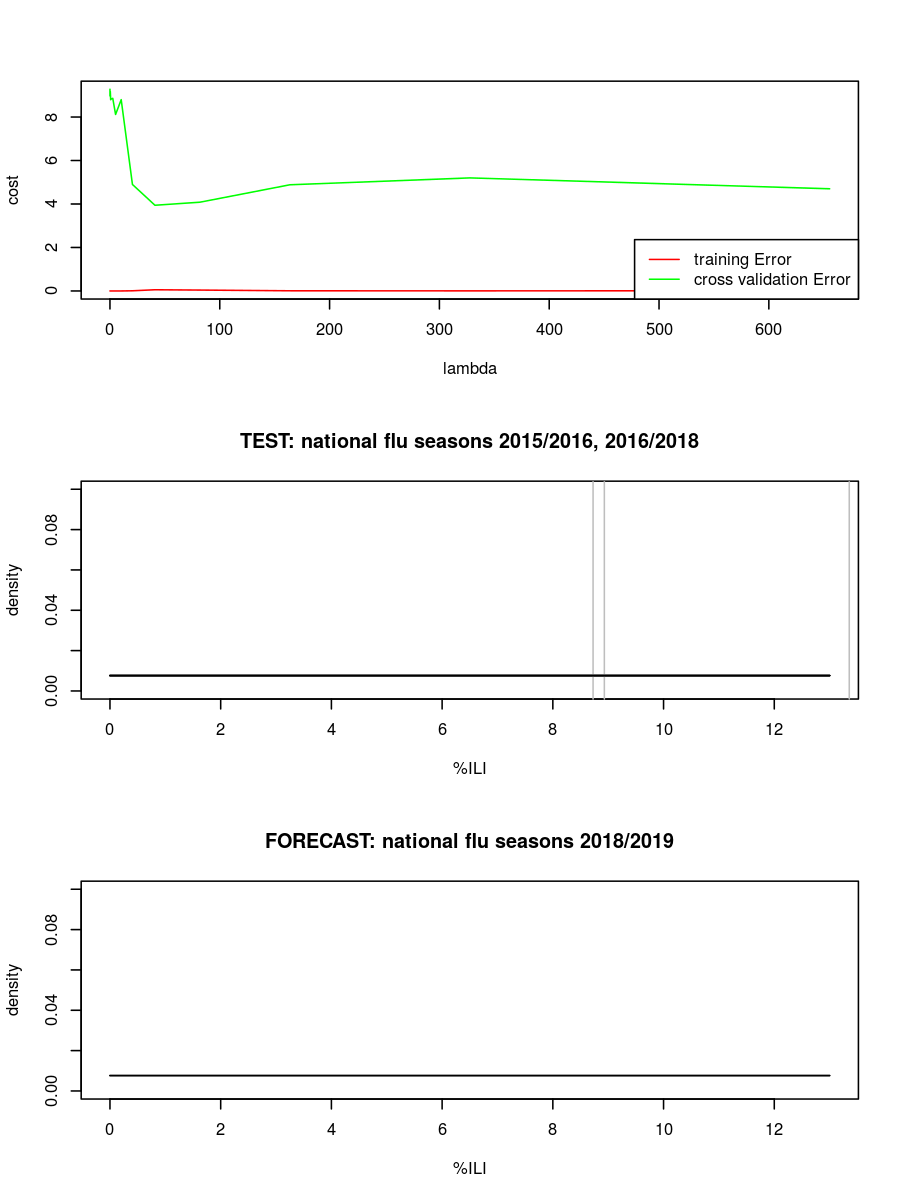 cost
8
6
4
2
0
training Error
cross validation Error
0 100 200 300 400 500 600
lambda
TEST: national flu seasons 2015/2016, 2016/2018
density
0.08
0.04
0.00
0 2 4 6 8 10 12
%ILI
FORECAST: national flu seasons 2018/2019
density
0.08
0.04
0.00
0 2 4 6 8 10 12
%ILI